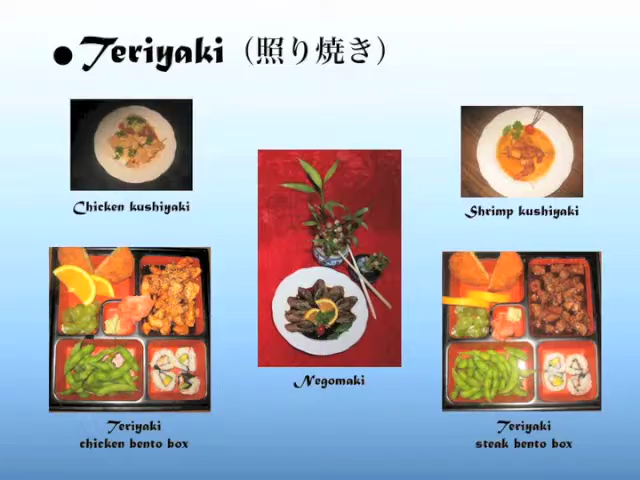 • Teriyaki（照り焼き）
Chicken kushiyaki
Shrimp kushiyaki
Negomaki
Teriyaki
chicken bento box
Teriyaki
steak bento box